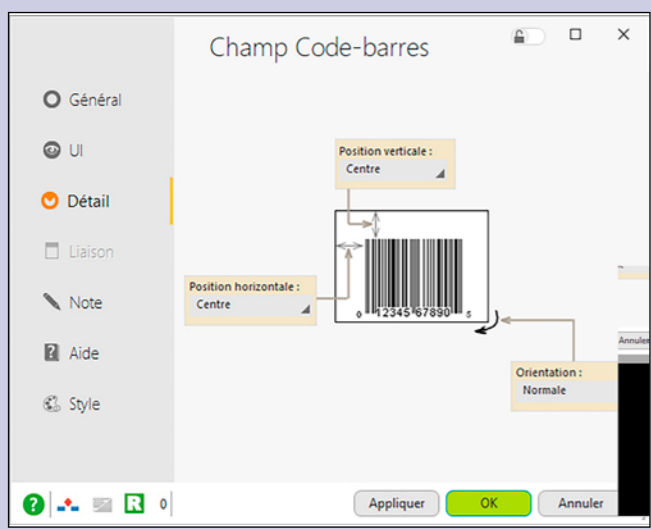 Champ Code-barres
Général
UI
Détail
Liaison
Note
Aide
Style
Position verticale :
Centre
Position horizontale :
Centre
0 12345 67890 5
Orientation :
Normale
Annuler
? R 0
Appliquer
OK
Annuler